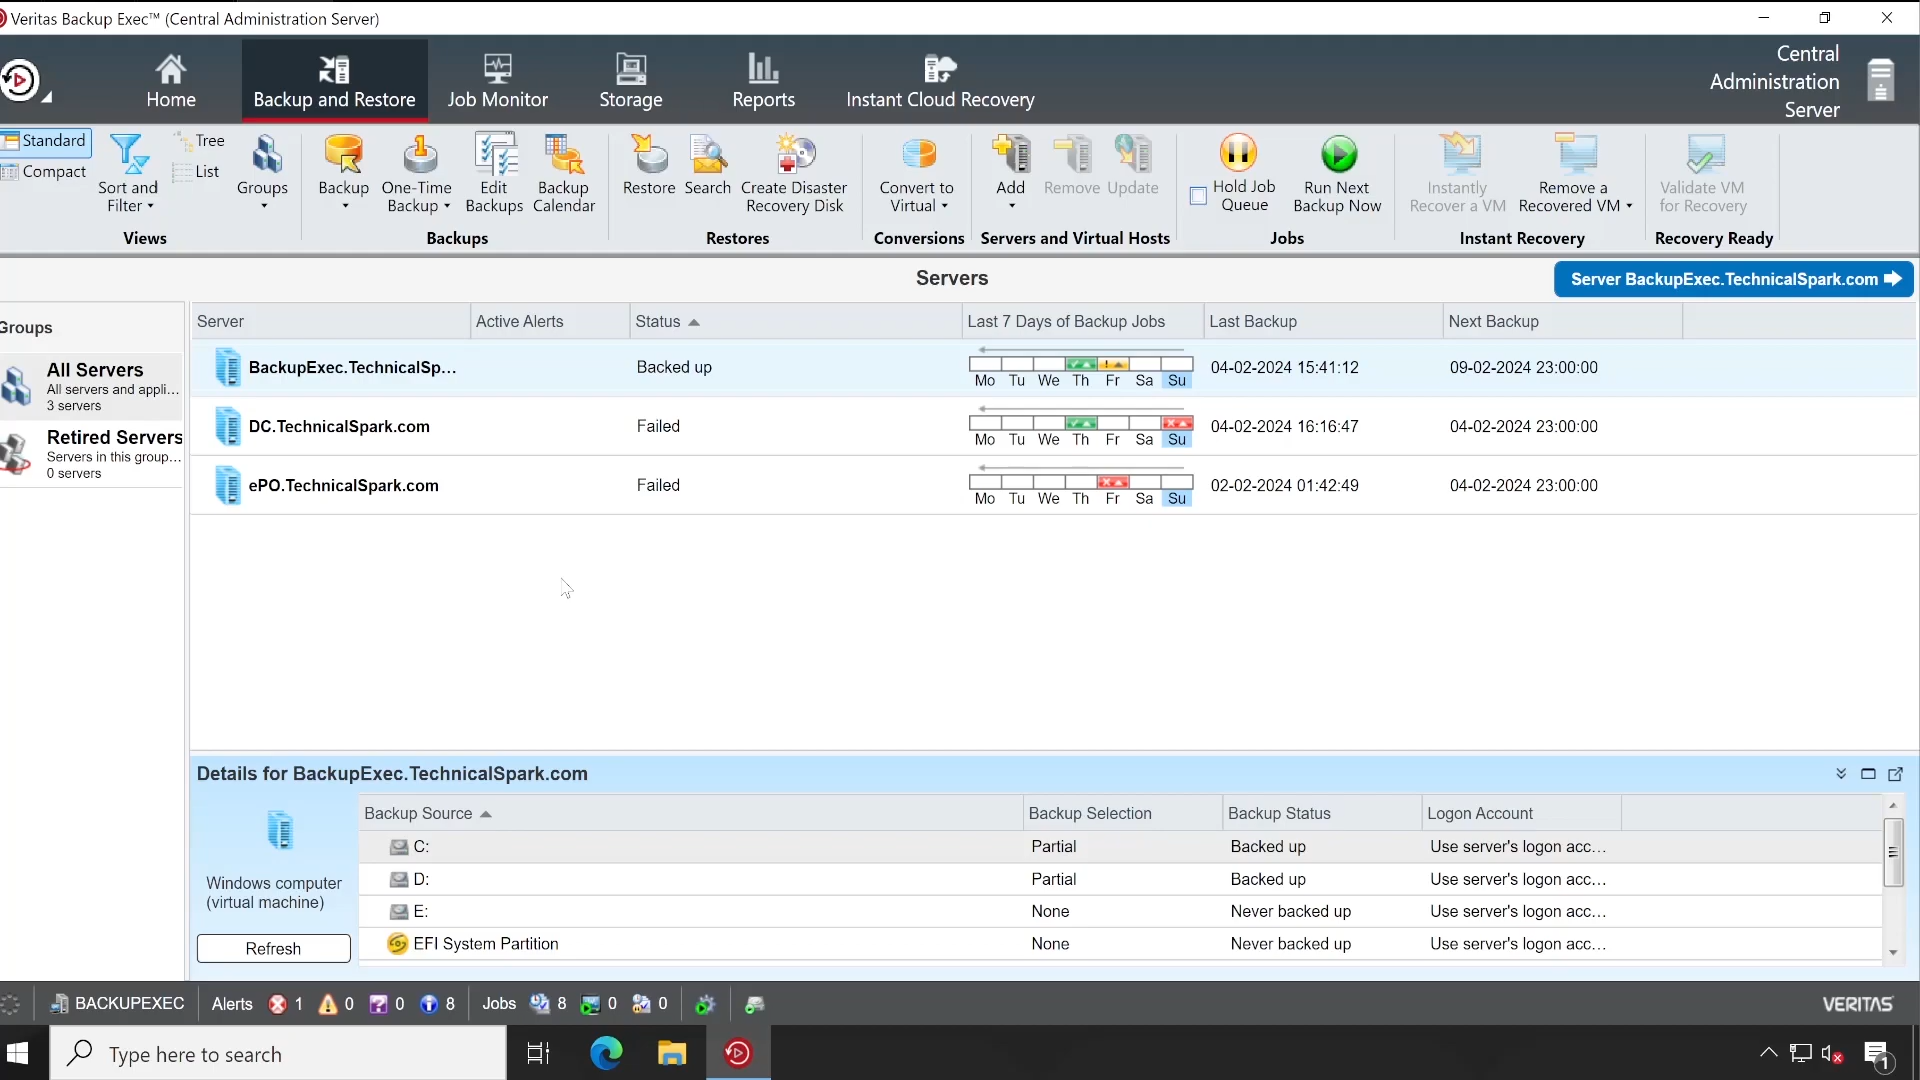 Veritas Backup Exec™ (Central Administration Server)
Home
Backup and Restore
Job Monitor
Storage
Reports
Instant Cloud Recovery
Central
Administration
Server
Standard
Compact
Sort and
Filter
Tree
List
Groups
Views
Backup
One-Time
Backup
Edit
Backups
Backup
Calendar
Backups
Restore
Search
Create Disaster
Recovery Disk
Restores
Convert to
Virtual
Conversions
Add
Remove
Update
Servers and Virtual Hosts
Hold Job
Queue
Run Next
Backup Now
Jobs
Instantly
Recover a VM
Remove a
Recovered VM
Instant Recovery
Validate VM
for Recovery
Recovery Ready
Servers
Server BackupExec.TechnicalSpark.com
Groups
All Servers
All servers and appli...
3 servers
Retired Servers
Servers in this group...
0 servers
Server Active Alerts Status Last 7 Days of Backup Jobs Last Backup Next Backup
BackupExec.TechnicalSp... Backed up Mo Tu We Th Fr Sa Su 04-02-2024 15:41:12 09-02-2024 23:00:00
DC.TechnicalSpark.com Failed Mo Tu We Th Fr Sa Su 04-02-2024 16:16:47 04-02-2024 23:00:00
ePO.TechnicalSpark.com Failed Mo Tu We Th Fr Sa Su 02-02-2024 01:42:49 04-02-2024 23:00:00
Details for BackupExec.TechnicalSpark.com
Windows computer
(virtual machine)
Refresh
Backup Source Backup Selection Backup Status Logon Account
C: Partial Backed up Use server's logon acc...
D: Partial Backed up Use server's logon acc...
E: None Never backed up Use server's logon acc...
EFI System Partition None Never backed up Use server's logon acc...
BACKUPEXEC Alerts 1 0 0 8 Jobs 8 0 0
VERITAS
Type here to search
1